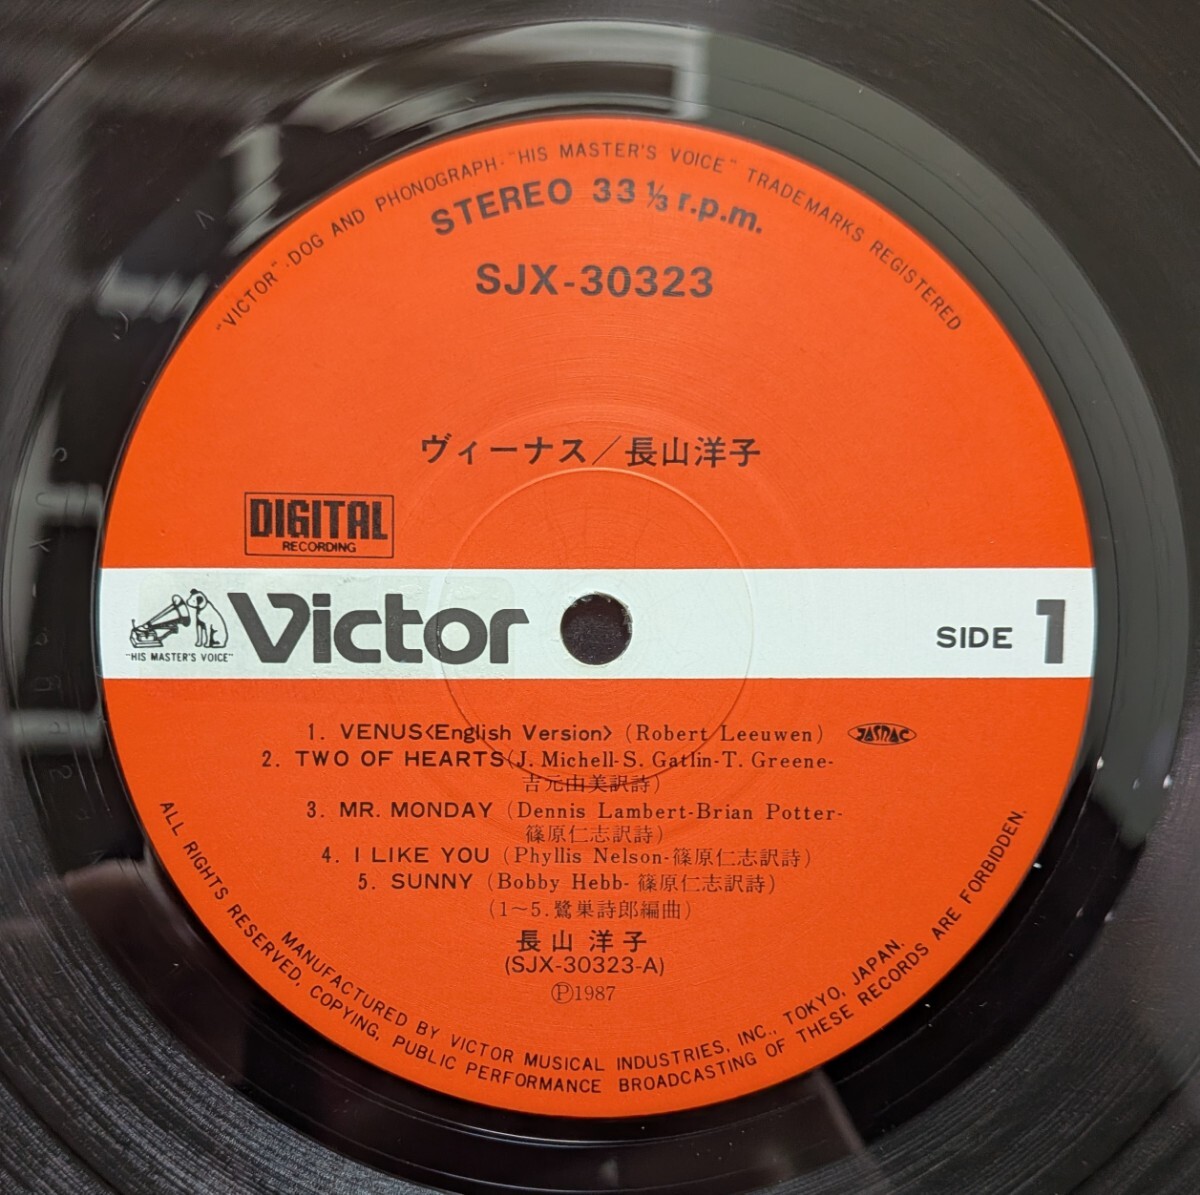 "VICTOR"·DOG AND PHONOGRAPH·"HIS MASTER'S VOICE" TRADEMARKS REGISTERED
STEREO 33 1/3 r.p.m.
SJX-30323
ヴィーナス／長山洋子
DIGITAL
RECORDING
"HIS MASTER'S VOICE"
Victor
SIDE 1
1. VENUS<English Version> (Robert Leeuwen) JASRAC
2. TWO OF HEARTS(J. Michell-S. Gatlin-T. Greene-
吉元由美訳詩)
3. MR. MONDAY (Dennis Lambert-Brian Potter-
篠原仁志訳詩)
4. I LIKE YOU (Phyllis Nelson-篠原仁志訳詩)
5. SUNNY (Bobby Hebb-篠原仁志訳詩)
(1～5.鷺巣詩郎編曲)
長山洋子
(SJX-30323-A)
Ⓟ1987
MANUFACTURED BY VICTOR MUSICAL INDUSTRIES, INC., TOKYO, JAPAN.
ALL RIGHTS RESERVED, COPYING, PUBLIC PERFORMANCE BROADCASTING OF THESE RECORDS ARE FORBIDDEN.